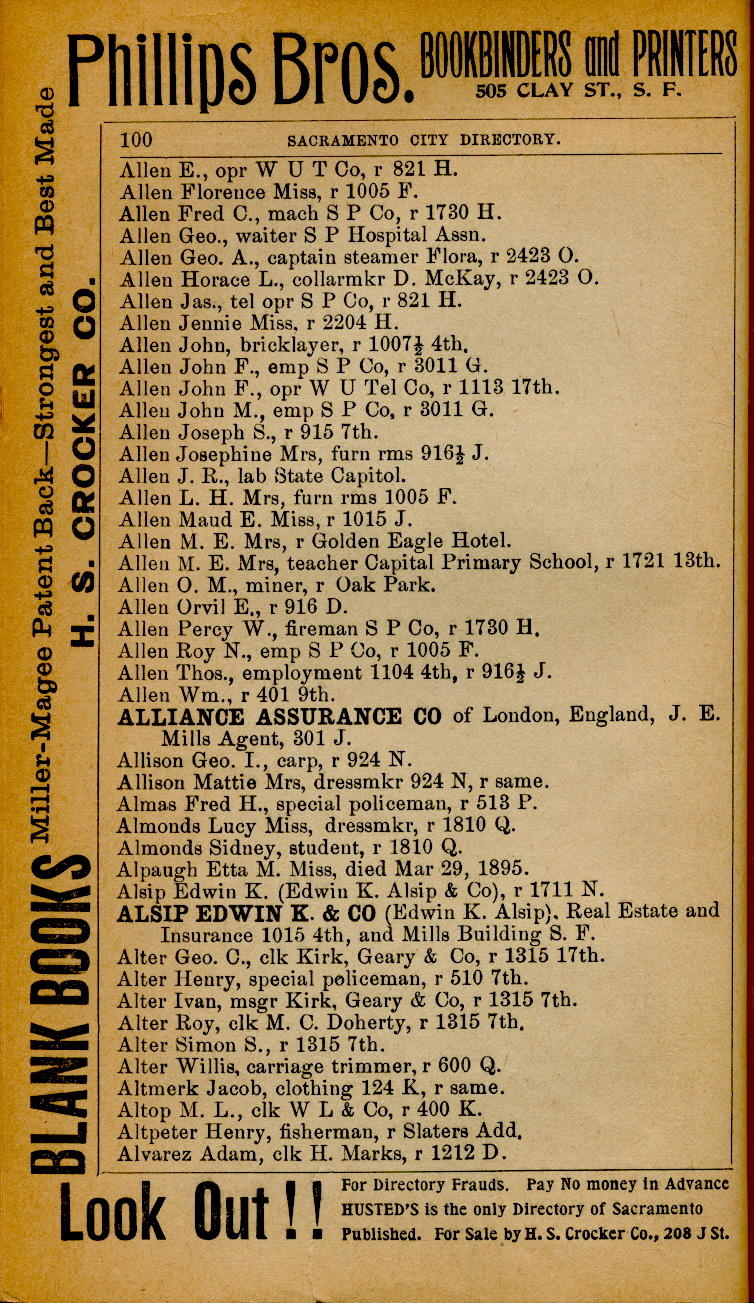 Phillips Bros. BOOKBINDERS and PRINTERS
505 CLAY ST., S. F.
BLANK BOOKS Miller-Magee Patent Back—Strongest and Best Made
H. S. CROCKER CO.
100 SACRAMENTO CITY DIRECTORY.
Allen E., opr W U T Co, r 821 H.
Allen Florence Miss, r 1005 F.
Allen Fred C., mach S P Co, r 1730 H.
Allen Geo., waiter S P Hospital Assn.
Allen Geo. A., captain steamer Flora, r 2423 O.
Allen Horace L., collarmkr D. McKay, r 2423 O.
Allen Jas., tel opr S P Co, r 821 H.
Allen Jennie Miss, r 2204 H.
Allen John, bricklayer, r 1007½ 4th.
Allen John F., emp S P Co, r 3011 G.
Allen John F., opr W U Tel Co, r 1113 17th.
Allen John M., emp S P Co, r 3011 G.
Allen Joseph S., r 915 7th.
Allen Josephine Mrs, furn rms 916½ J.
Allen J. R., lab State Capitol.
Allen L. H. Mrs, furn rms 1005 F.
Allen Maud E. Miss, r 1015 J.
Allen M. E. Mrs, r Golden Eagle Hotel.
Allen M. E. Mrs, teacher Capital Primary School, r 1721 13th.
Allen O. M., miner, r Oak Park.
Allen Orvil E., r 916 D.
Allen Percy W., fireman S P Co, r 1730 H.
Allen Roy N., emp S P Co, r 1005 F.
Allen Thos., employment 1104 4th, r 916½ J.
Allen Wm., r 401 9th.
ALLIANCE ASSURANCE CO of London, England, J. E.
Mills Agent, 301 J.
Allison Geo. I., carp, r 924 N.
Allison Mattie Mrs, dressmkr 924 N, r same.
Almas Fred H., special policeman, r 513 P.
Almonds Lucy Miss, dressmkr, r 1810 Q.
Almonds Sidney, student, r 1810 Q.
Alpaugh Etta M. Miss, died Mar 29, 1895.
Alsip Edwin K. (Edwin K. Alsip & Co), r 1711 N.
ALSIP EDWIN K. & CO (Edwin K. Alsip), Real Estate and
Insurance 1015 4th, and Mills Building S. F.
Alter Geo. C., clk Kirk, Geary & Co, r 1315 17th.
Alter Henry, special policeman, r 510 7th.
Alter Ivan, msgr Kirk, Geary & Co, r 1315 7th.
Alter Roy, clk M. C. Doherty, r 1315 7th.
Alter Simon S., r 1315 7th.
Alter Willis, carriage trimmer, r 600 Q.
Altmerk Jacob, clothing 124 K, r same.
Altop M. L., clk W L & Co, r 400 K.
Altpeter Henry, fisherman, r Slaters Add.
Alvarez Adam, clk H. Marks, r 1212 D.
Look Out!! For Directory Frauds. Pay No money in Advance
HUSTED'S is the only Directory of Sacramento
Published. For Sale by H. S. Crocker Co., 208 J St.